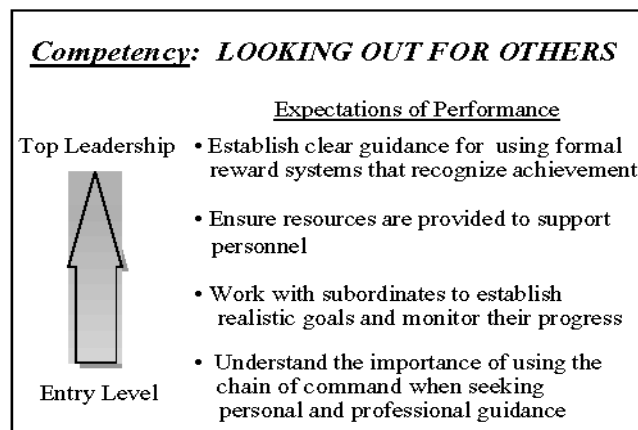 Competency: LOOKING OUT FOR OTHERS
Expectations of Performance
Top Leadership
• Establish clear guidance for using formal
reward systems that recognize achievement
• Ensure resources are provided to support
personnel
• Work with subordinates to establish
realistic goals and monitor their progress
• Understand the importance of using the
chain of command when seeking
personal and professional guidance
Entry Level